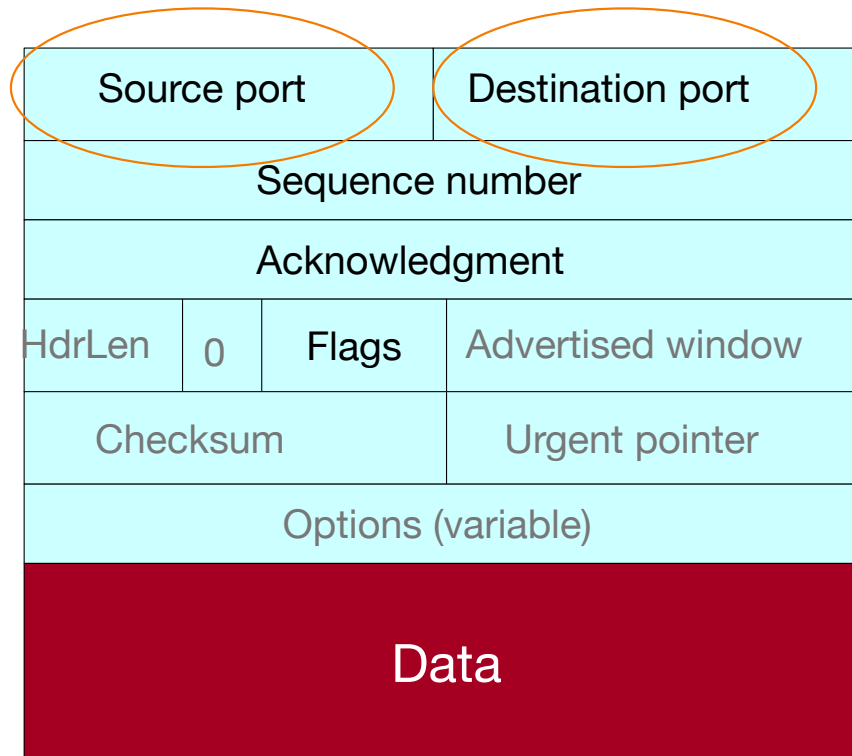 Source port Destination port
Sequence number
Acknowledgment
HdrLen 0 Flags Advertised window
Checksum Urgent pointer
Options (variable)
Data